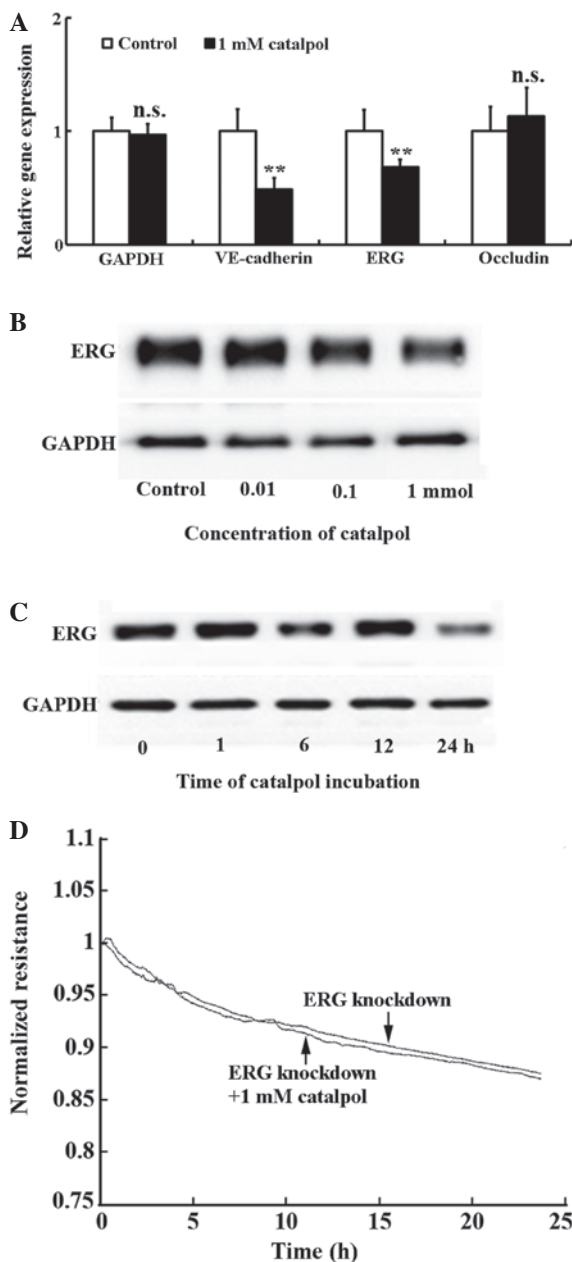 A
Relative gene expression
2
1
0
Control
1 mM catalpol
n.s.
**
**
n.s.
GAPDH
VE-cadherin
ERG
Occludin
B
ERG
GAPDH
Control
0.01
0.1
1 mmol
Concentration of catalpol
C
ERG
GAPDH
0
1
6
12
24 h
Time of catalpol incubation
D
Normalized resistance
1.1
1.05
1
0.95
0.9
0.85
0.8
0.75
ERG knockdown
ERG knockdown
+1 mM catalpol
0
5
10
15
20
25
Time (h)